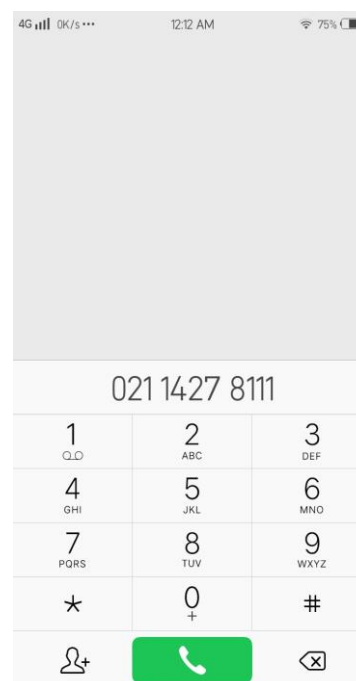 4G 0K/s ••• 12:12 AM 75%
021 1427 8111
1 2 3
ABC DEF
4 5 6
GHI JKL MNO
7 8 9
PQRS TUV WXYZ
* 0 #
+